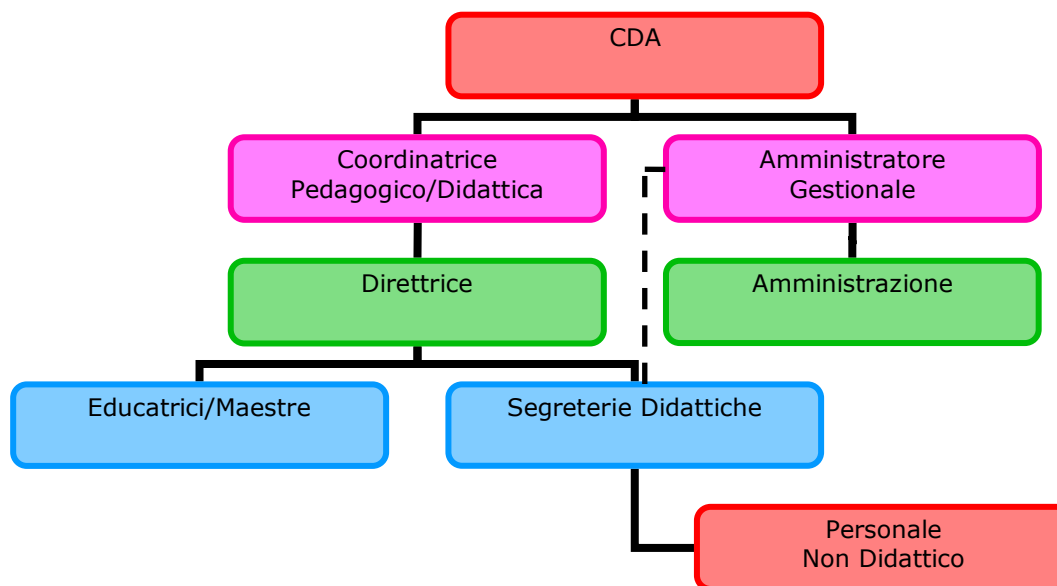 CDA
Coordinatrice
Pedagogico/Didattica
Amministratore
Gestionale
Direttrice
Amministrazione
Educatrici/Maestre
Segreterie Didattiche
Personale
Non Didattico